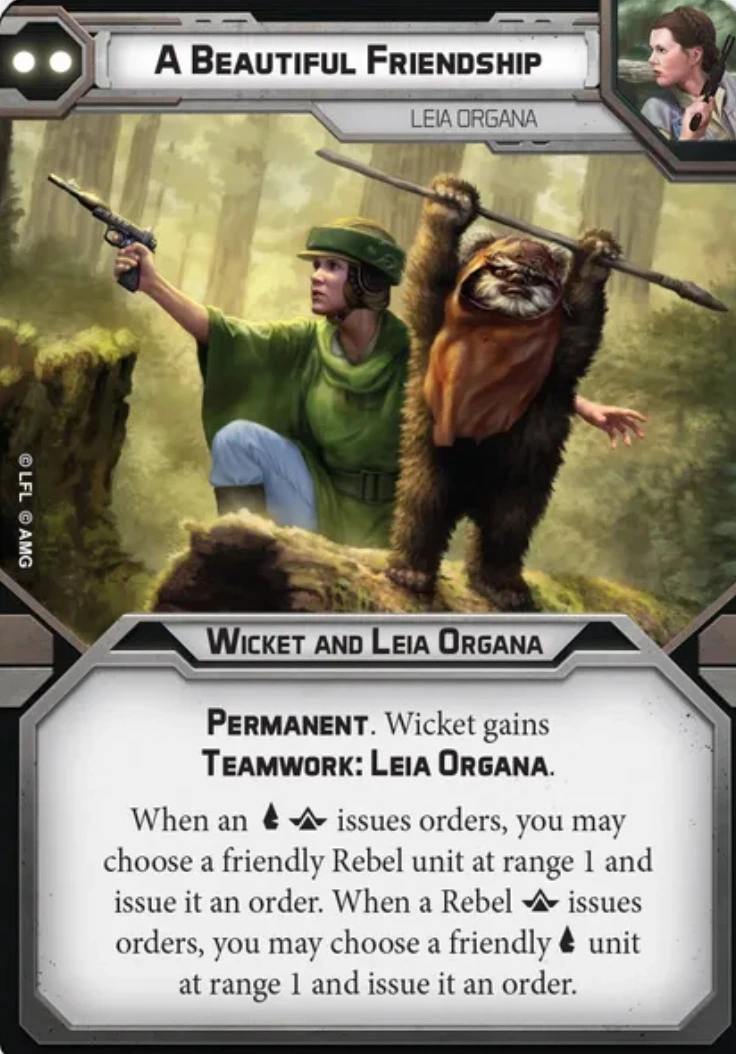 A Beautiful Friendship
LEIA ORGANA
© LFL © AMG
Wicket and Leia Organa
Permanent. Wicket gains
Teamwork: Leia Organa.
When an issues orders, you may
choose a friendly Rebel unit at range 1 and
issue it an order. When a Rebel issues
orders, you may choose a friendly unit
at range 1 and issue it an order.